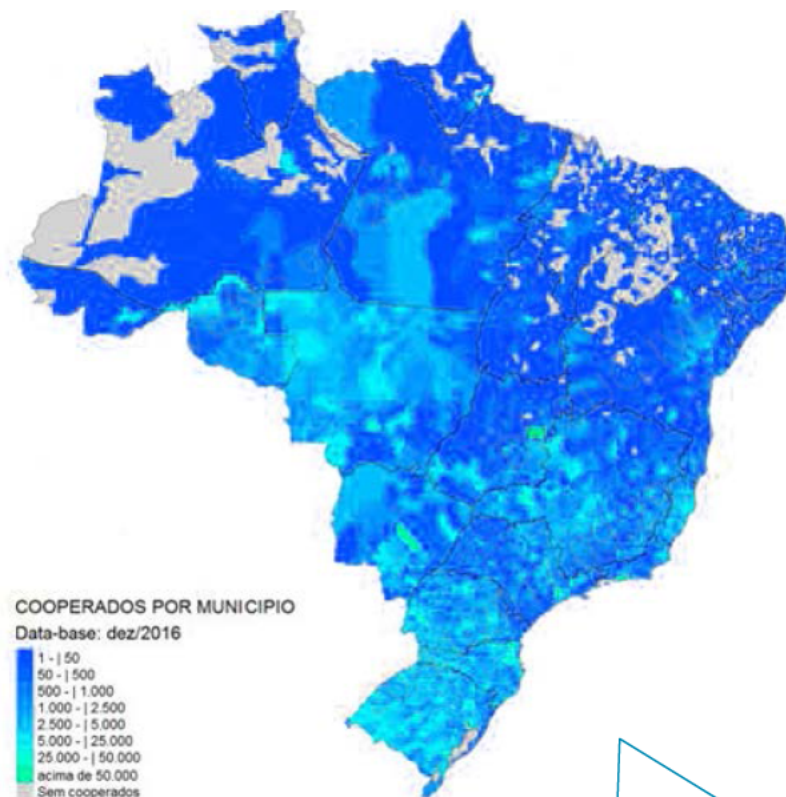 COOPERADOS POR MUNICIPIO
Data-base: dez/2016
1 - | 50
50 - | 500
500 - | 1.000
1.000 - | 2.500
2.500 - | 5.000
5.000 - | 25.000
25.000 - | 50.000
acima de 50.000
Sem cooperados